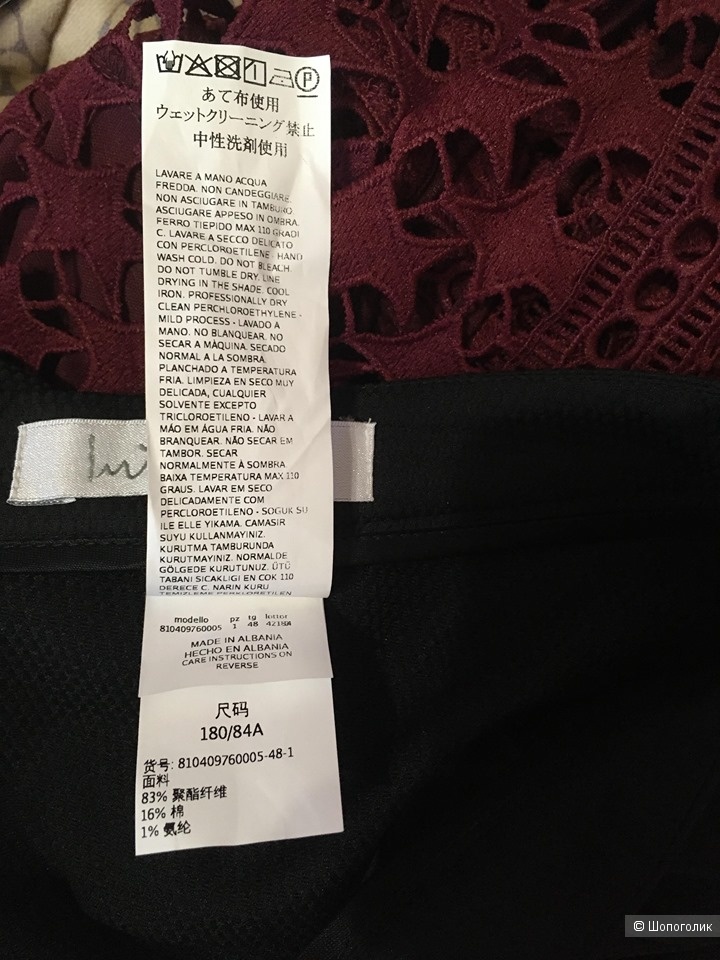 P
あて布使用
ウェットクリーニング禁止
中性洗剤使用
LAVARE A MANO ACQUA
FREDDA. NON CANDEGGIARE.
NON ASCIUGARE IN TAMBURO
ASCIUGARE APPESO IN OMBRA.
FERRO TIEPIDO MAX 110 GRADI
C. LAVARE A SECCO DELICATO
CON PERCLOROETILENE - HAND
WASH COLD. DO NOT BLEACH.
DO NOT TUMBLE DRY. LINE
DRYING IN THE SHADE. COOL
IRON. PROFESSIONALLY DRY
CLEAN PERCHLOROETHYLENE -
MILD PROCESS - LAVADO A
MANO. NO BLANQUEAR. NO
SECAR A MÀQUINA. SECADO
NORMAL A LA SOMBRA.
PLANCHADO A TEMPERATURA
FRIA. LIMPIEZA EN SECO MUY
DELICADA, CUALQUIER
SOLVENTE EXCEPTO
TRICLOROETILENO - LAVAR A
MÁO EM ÁGUA FRIA. NÃO
BRANQUEAR. NÃO SECAR EM
TAMBOR. SECAR
NORMALMENTE À SOMBRA
BAIXA TEMPERATURA MAX 110
GRAUS. LAVAR EM SECO
DELICADAMENTE COM
PERCLOROETILENO - SOGUK SU
ILE ELLE YIKAMA. CAMASIR
SUYU KULLANMAYINIZ.
KURUTMA TAMBURUNDA
KURUTMAYINIZ. NORMALDE
GÖLGEDE KURUTUNUZ. ÜTÜ
TABANI SICAKLIGI EN COK 110
DERECE C. NARIN KURU
TEMIZLEME PERKLORETILEN
modello pz tg lottor
810409760005 1 48 42184
MADE IN ALBANIA
HECHO EN ALBANIA
CARE INSTRUCTIONS ON
REVERSE
尺码
180/84A
货号: 810409760005-48-1
面料
83% 聚酯纤维
16% 棉
1% 氨纶
© Шопоголик